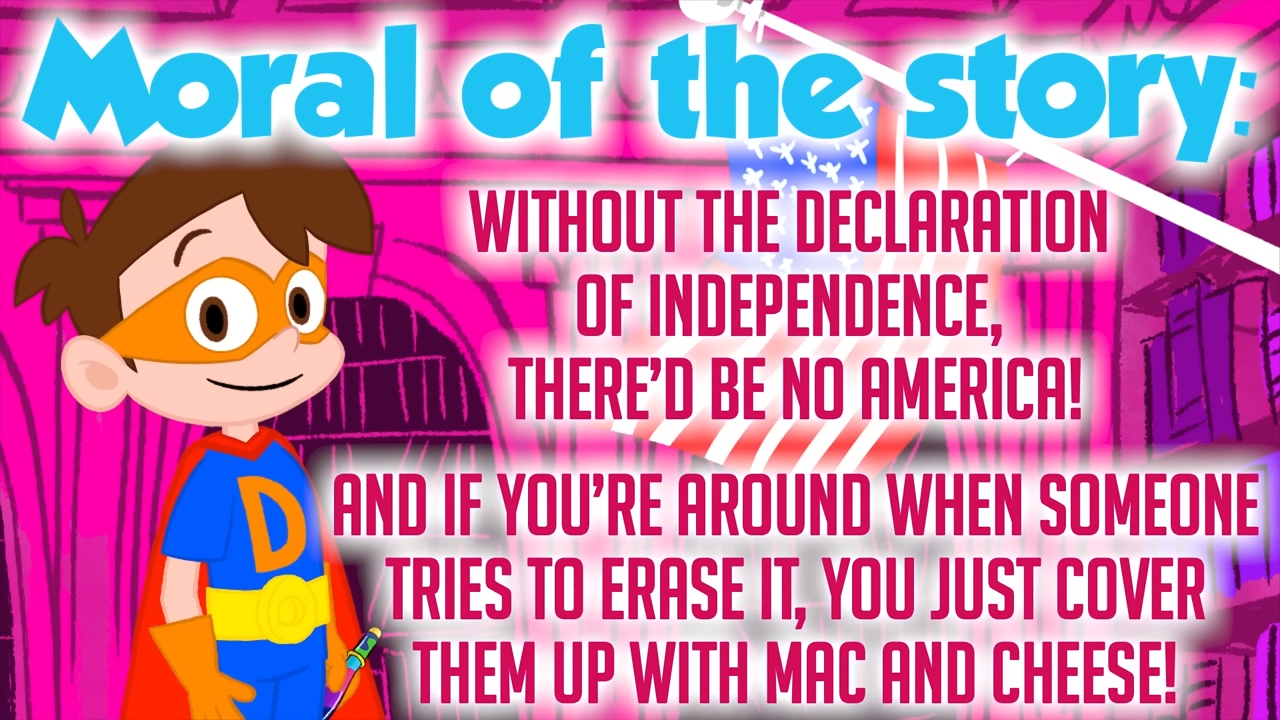 Moral of the story:
WITHOUT THE DECLARATION
OF INDEPENDENCE,
THERE'D BE NO AMERICA!
AND IF YOU'RE AROUND WHEN SOMEONE
TRIES TO ERASE IT, YOU JUST COVER
THEM UP WITH MAC AND CHEESE!
D